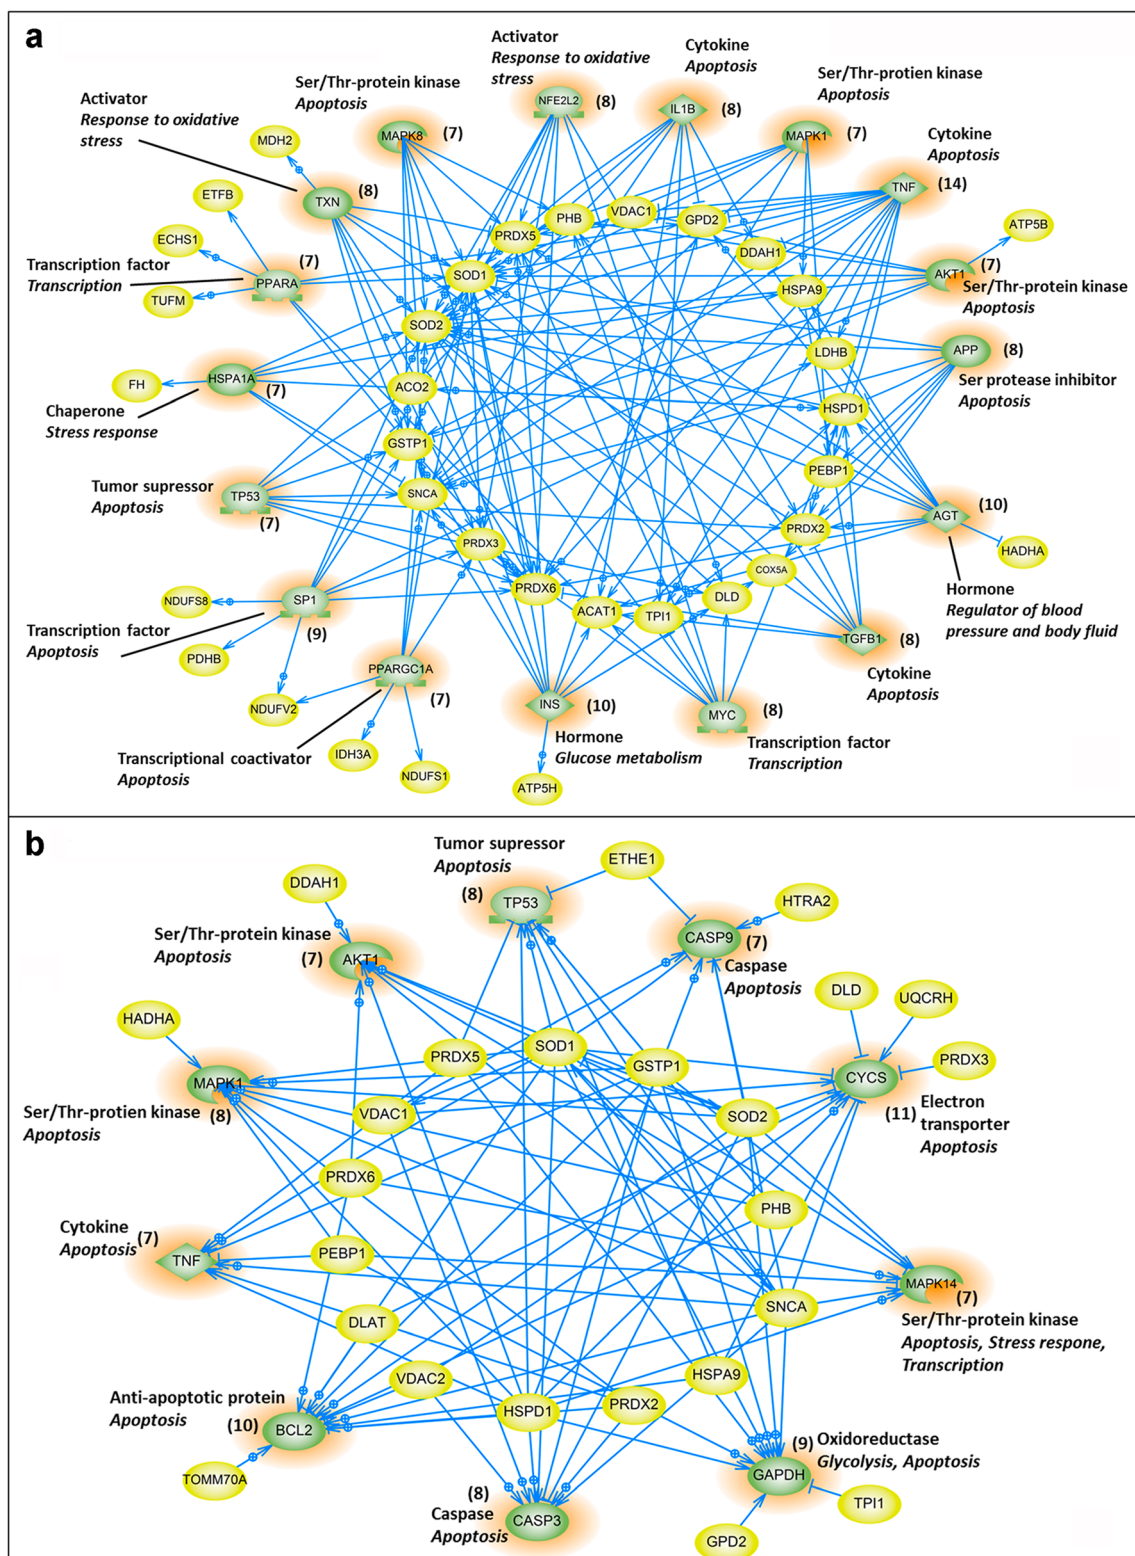 a
Activator
Response to oxidative
stress
Cytokine
Apoptosis
Ser/Thr-protein kinase
Apoptosis
Ser/Thr-protien kinase
Apoptosis
Activator
Response to oxidative
stress
NFE2L2
(8)
IL1B
(8)
MAPK8
(7)
MAPK1
(7)
Cytokine
Apoptosis
MDH2
TXN
(8)
TNF
(14)
ETFB
PHB
VDAC1
GPD2
ATP5B
PRDX5
ECHS1
DDAH1
Transcription factor
Transcription
(7)
PPARA
SOD1
AKT1
(7)
Ser/Thr-protein kinase
Apoptosis
TUFM
HSPA9
SOD2
LDHB
APP
(8)
Ser protease inhibitor
Apoptosis
FH
HSPA1A
(7)
ACO2
HSPD1
Chaperone
Stress response
GSTP1
PEBP1
Tumor supressor
Apoptosis
TP53
(7)
SNCA
AGT
(10)
PRDX2
PRDX3
HADHA
COX5A
NDUFS8
SP1
(9)
PRDX6
ACAT1
TPI1
DLD
Hormone
Regulator of blood
pressure and body fluid
Transcription factor
Apoptosis
PDHB
TGFB1
(8)
Cytokine
Apoptosis
PPARGC1A
(7)
NDUFV2
INS
(10)
MYC
(8)
Hormone
Glucose metabolism
Transcription factor
Transcription
Transcriptional coactivator
Apoptosis
IDH3A
NDUFS1
ATP5H
b
Tumor supressor
Apoptosis
ETHE1
DDAH1
(8)
TP53
HTRA2
Ser/Thr-protein kinase
Apoptosis
(7)
AKT1
CASP9
(7)
Caspase
Apoptosis
DLD
UQCRH
HADHA
PRDX5
SOD1
GSTP1
PRDX3
MAPK1
(8)
Ser/Thr-protien kinase
Apoptosis
CYCS
(11)
Electron
transporter
Apoptosis
VDAC1
SOD2
PRDX6
PHB
Cytokine
Apoptosis
(7)
TNF
PEBP1
MAPK14
(7)
Ser/Thr-protein kinase
Apoptosis, Stress respone,
Transcription
SNCA
DLAT
VDAC2
HSPA9
Anti-apoptotic protein
Apoptosis
(10)
BCL2
HSPD1
PRDX2
(9)
Oxidoreductase
Glycolysis, Apoptosis
GAPDH
TOMM70A
(8)
Caspase
Apoptosis
CASP3
TPI1
GPD2